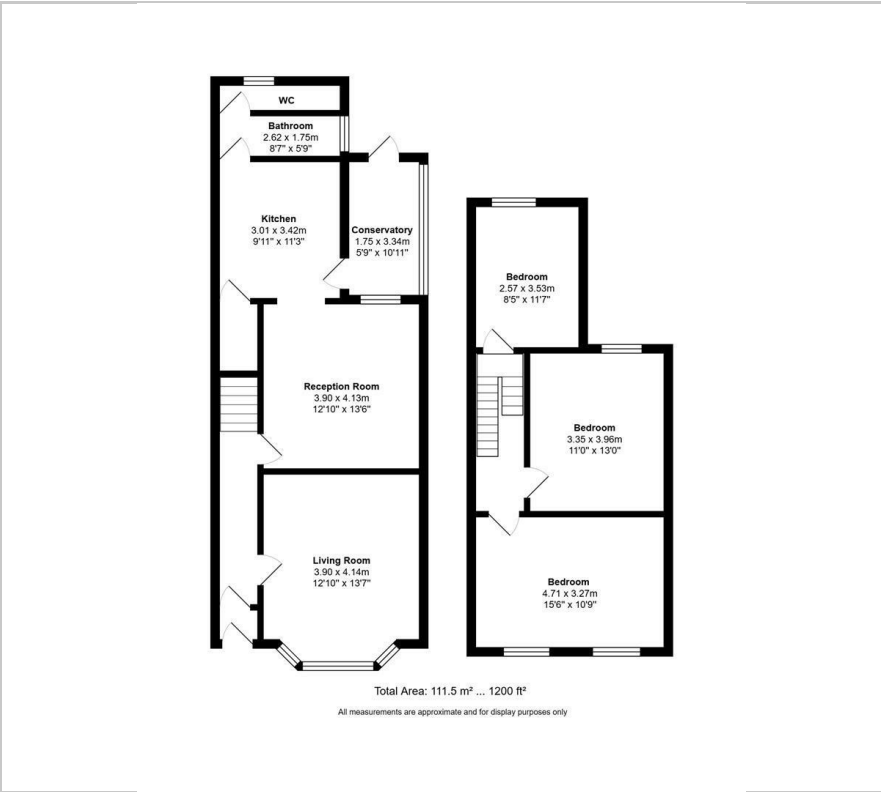 WC
Bathroom
2.62 x 1.75m
8'7" x 5'9"
Kitchen
3.01 x 3.42m
9'11" x 11'3"
Conservatory
1.75 x 3.34m
5'9" x 10'11"
Reception Room
3.90 x 4.13m
12'10" x 13'6"
Living Room
3.90 x 4.14m
12'10" x 13'7"
Bedroom
2.57 x 3.53m
8'5" x 11'7"
Bedroom
3.35 x 3.96m
11'0" x 13'0"
Bedroom
4.71 x 3.27m
15'6" x 10'9"
Total Area: 111.5 m² ... 1200 ft²
All measurements are approximate and for display purposes only